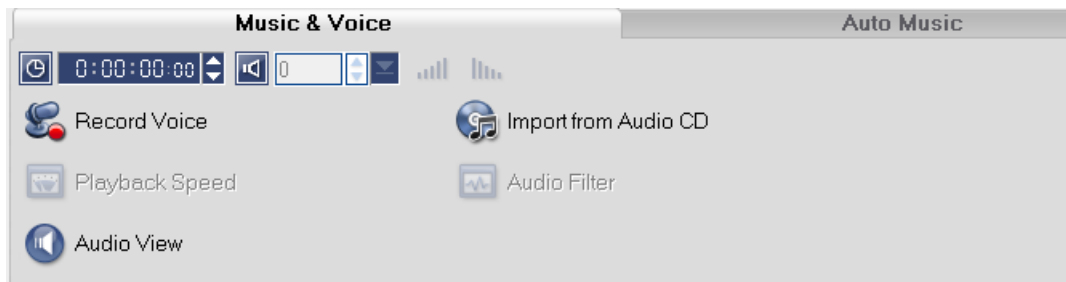 Music & Voice Auto Music
0:00:00:00 0
Record Voice Import from Audio CD
Playback Speed Audio Filter
Audio View